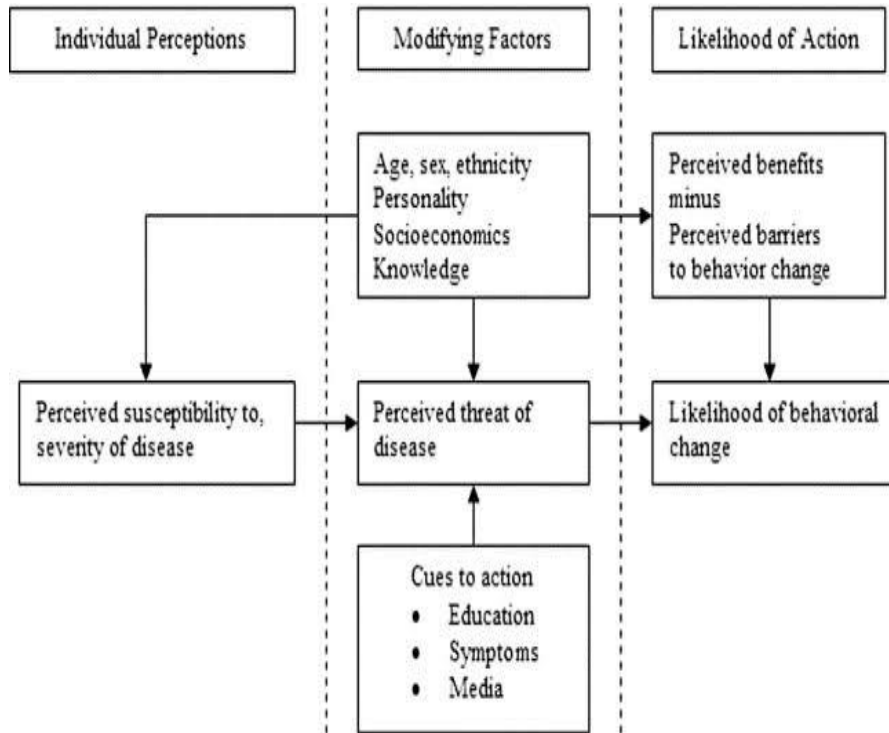 Individual Perceptions
Modifying Factors
Likelihood of Action
Age, sex, ethnicity
Personality
Socioeconomics
Knowledge
Perceived benefits
minus
Perceived barriers
to behavior change
Perceived susceptibility to,
severity of disease
Perceived threat of
disease
Likelihood of behavioral
change
Cues to action
• Education
• Symptoms
• Media